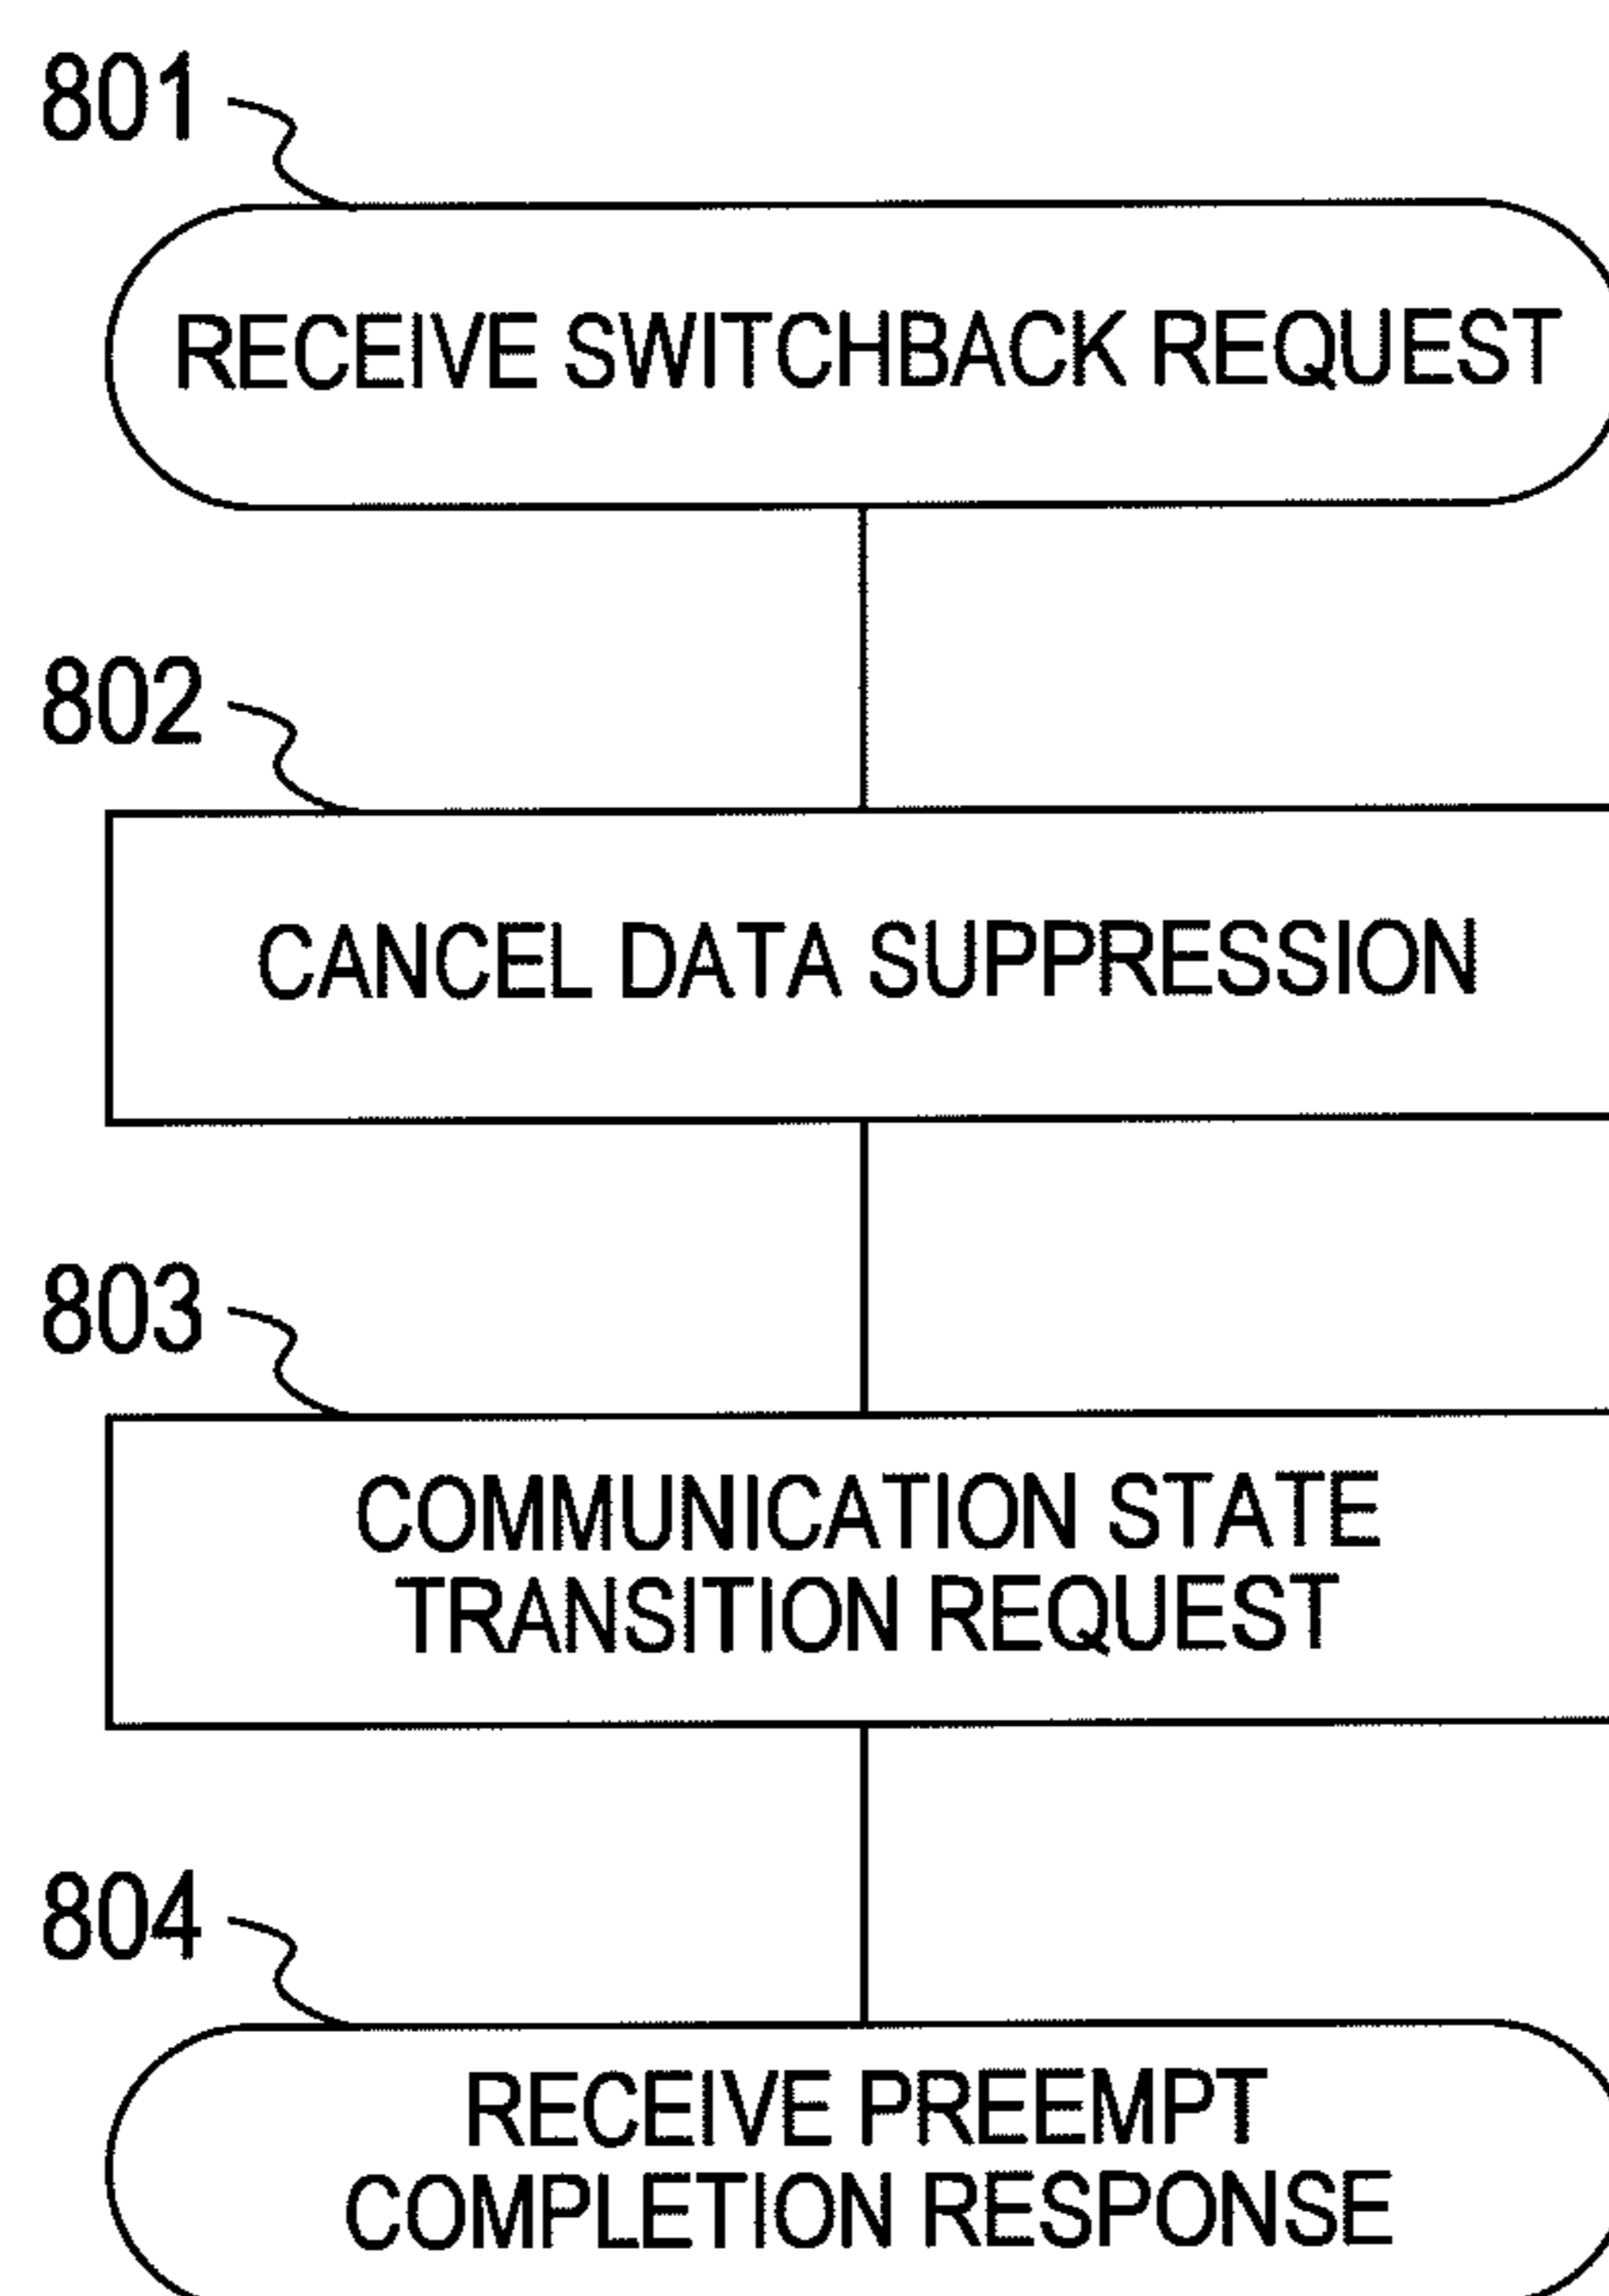 801
RECEIVE SWITCHBACK REQUEST
802
CANCEL DATA SUPPRESSION
803
COMMUNICATION STATE
TRANSITION REQUEST
804
RECEIVE PREEMPT
COMPLETION RESPONSE